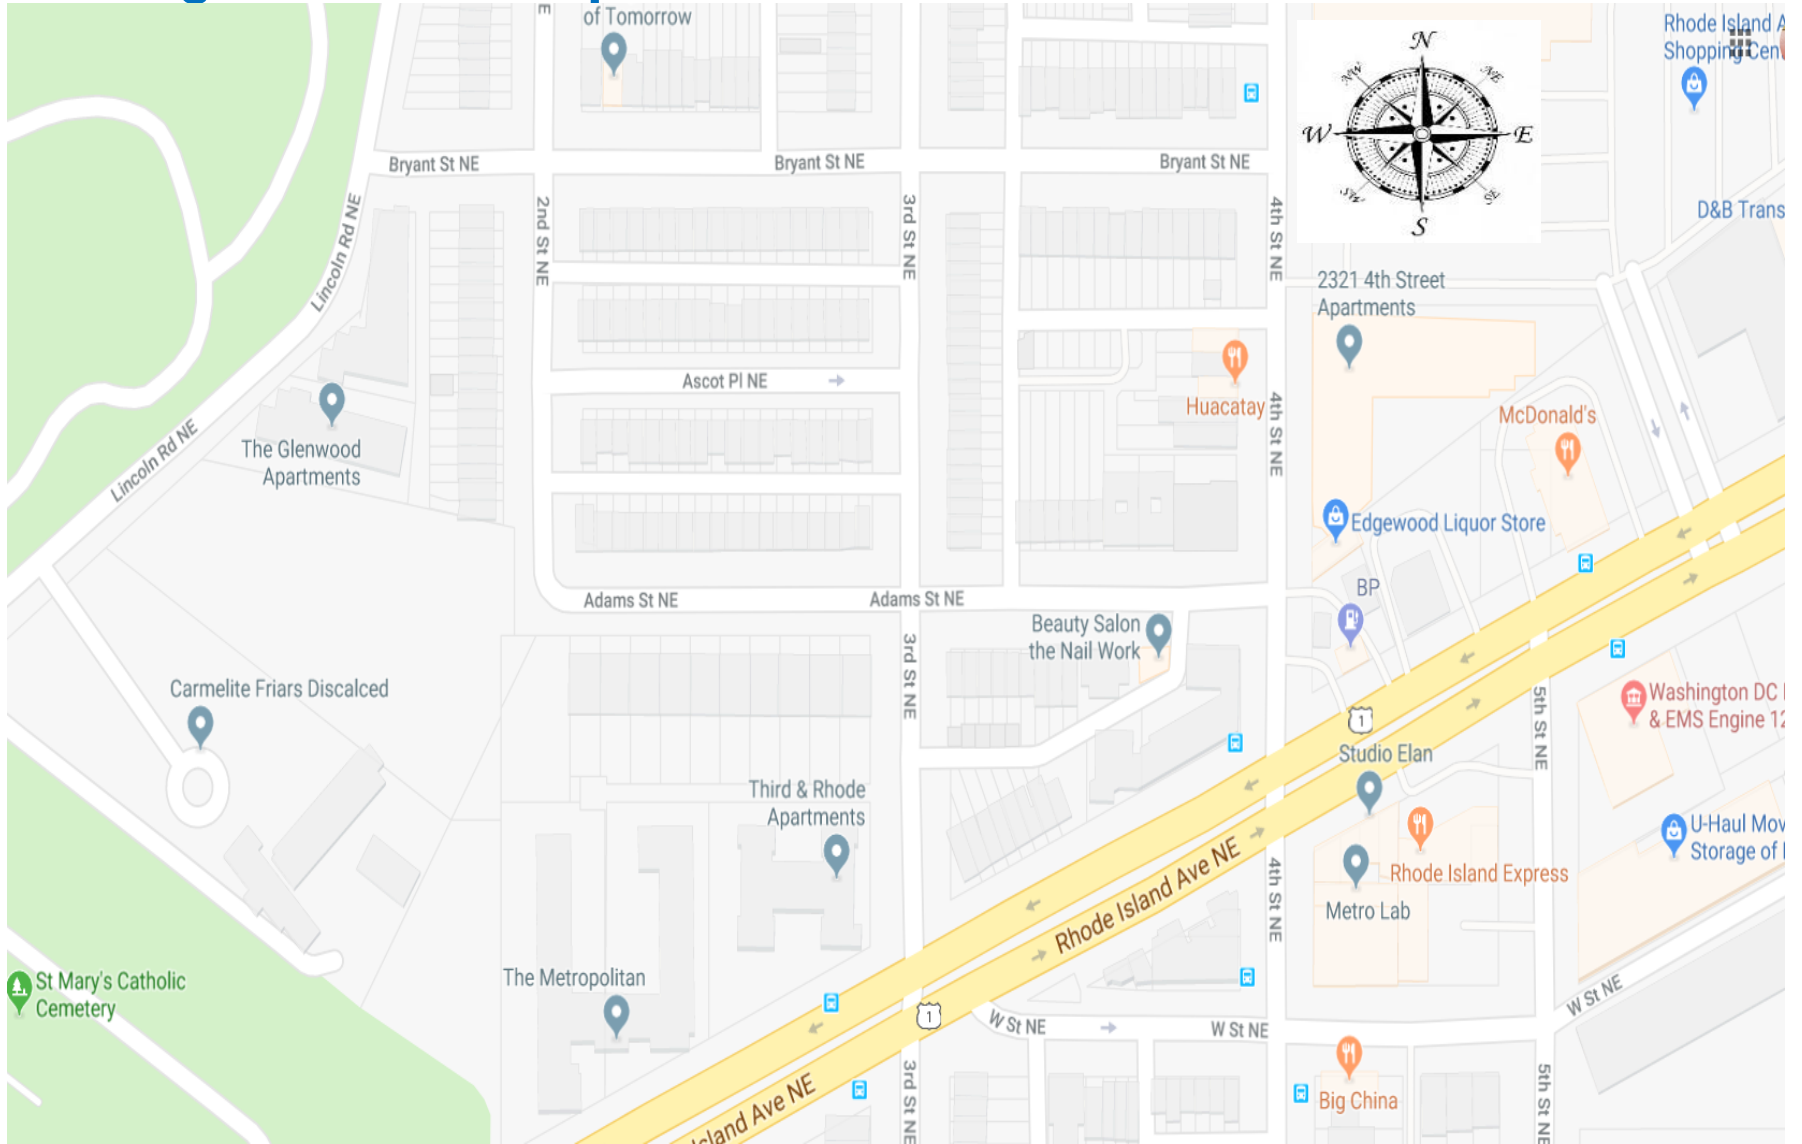 of Tomorrow
E
Rhode Island A
Shopping Cen
N
NW
NE
W
E
SW
SE
S
Bryant St NE
Bryant St NE
Bryant St NE
Lincoln Rd NE
2nd St NE
3rd St NE
4th St NE
D&B Trans
2321 4th Street
Apartments
Ascot Pl NE
Huacatay
4th St NE
McDonald's
Lincoln Rd NE
The Glenwood
Apartments
Edgewood Liquor Store
BP
Adams St NE
Adams St NE
Beauty Salon
the Nail Work
3rd St NE
Carmelite Friars Discalced
5th St NE
Washington DC
& EMS Engine 12
1
Studio Elan
Third & Rhode
Apartments
U-Haul Mov
Storage of
Rhode Island Express
Rhode Island Ave NE
4th St NE
Metro Lab
The Metropolitan
St Mary's Catholic
Cemetery
1
W St NE
W St NE
W St NE
3rd St NE
5th St NE
Big China
sland Ave NE